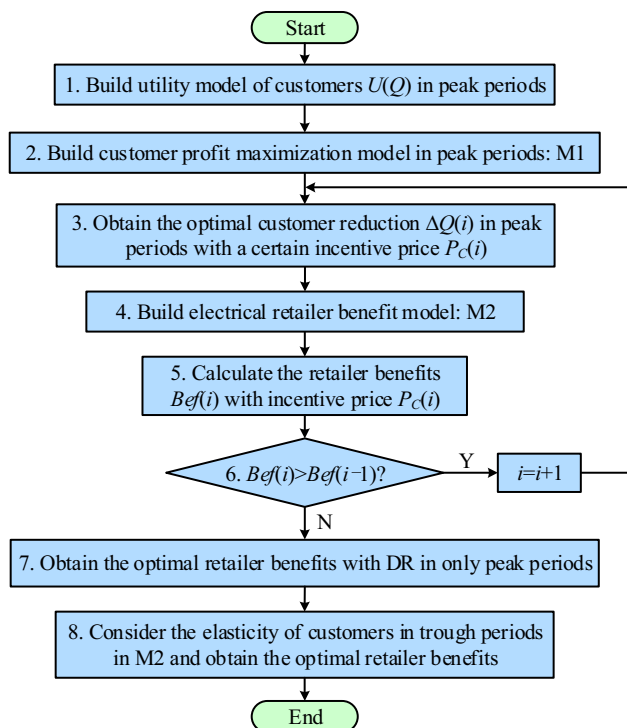 Start
1. Build utility model of customers U(Q) in peak periods
2. Build customer profit maximization model in peak periods: M1
3. Obtain the optimal customer reduction ΔQ(i) in peak
periods with a certain incentive price P_C(i)
4. Build electrical retailer benefit model: M2
5. Calculate the retailer benefits
Bef(i) with incentive price P_C(i)
6. Bef(i)>Bef(i−1)?
Y
i=i+1
N
7. Obtain the optimal retailer benefits with DR in only peak periods
8. Consider the elasticity of customers in trough periods
in M2 and obtain the optimal retailer benefits
End